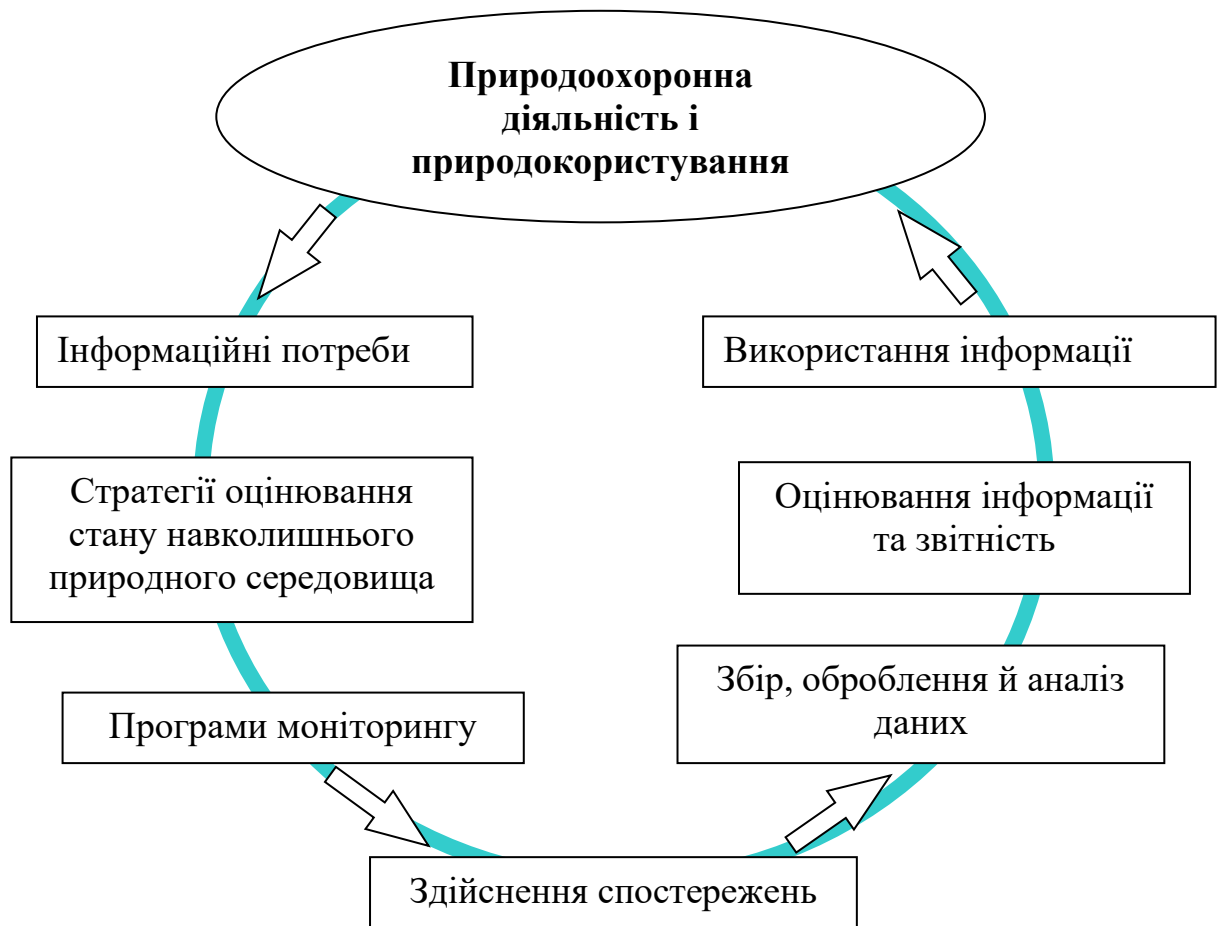 Природоохоронна
діяльність і
природокористування
Інформаційні потреби
Стратегії оцінювання
стану навколишнього
природного середовища
Програми моніторингу
Здійснення спостережень
Збір, оброблення й аналіз
даних
Оцінювання інформації
та звітність
Використання інформації